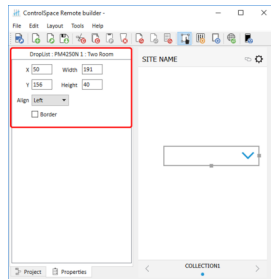 ControlSpace Remote builder -
File Edit Layout Tools Help
DropList : PM4250N 1 : Two Room
X 50 Width 191
Y 156 Height 40
Align Left
Border
SITE NAME
COLLECTION1
Project Properties